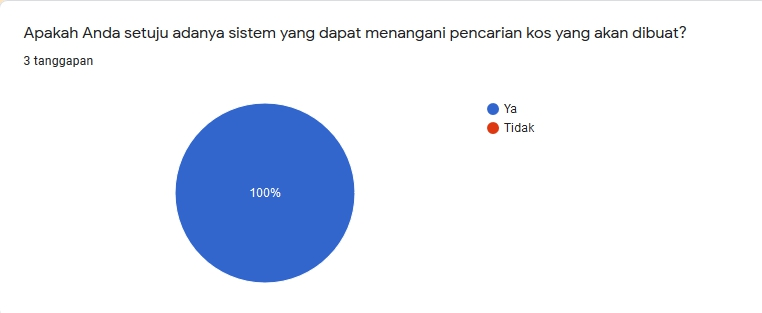 Apakah Anda setuju adanya sistem yang dapat menangani pencarian kos yang akan dibuat?
3 tanggapan
Ya
Tidak
100%